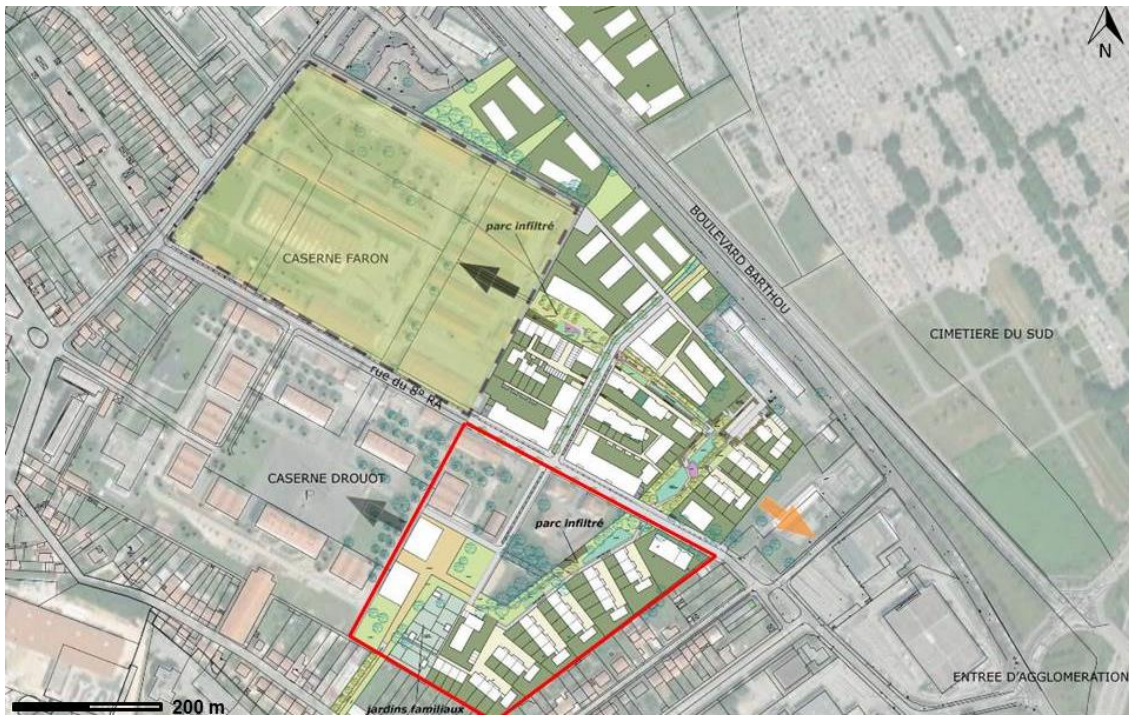 N
parc infiltré
BOULEVARD BARTHOU
CASERNE FARON
CIMETIERE DU SUD
rue du 8º RA
CASERNE DROUOT
P
parc infiltré
ENTREE D'AGGLOMERATION
jardins familiaux
200 m